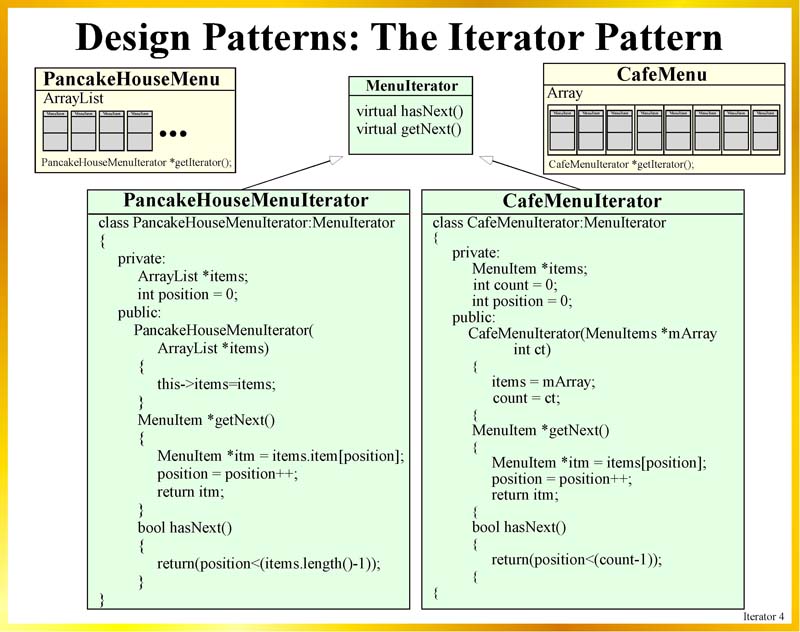 Design Patterns: The Iterator Pattern
PancakeHouseMenu
ArrayList
MenuItem MenuItem MenuItem MenuItem
...
PancakeHouseMenuIterator *getIterator();
MenuIterator
virtual hasNext()
virtual getNext()
CafeMenu
Array
MenuItem MenuItem MenuItem MenuItem MenuItem MenuItem MenuItem MenuItem
CafeMenuIterator *getIterator();
PancakeHouseMenuIterator
class PancakeHouseMenuIterator:MenuIterator
{
private:
ArrayList *items;
int position = 0;
public:
PancakeHouseMenuIterator(
ArrayList *items)
{
this->items=items;
}
MenuItem *getNext()
{
MenuItem *itm = items.item[position];
position = position++;
return itm;
}
bool hasNext()
{
return(position<(items.length()-1));
}
}
CafeMenuIterator
class CafeMenuIterator:MenuIterator
{
private:
MenuItem *items;
int count = 0;
int position = 0;
public:
CafeMenuIterator(MenuItems *mArray
int ct)
{
items = mArray;
count = ct;
{
MenuItem *getNext()
{
MenuItem *itm = items[position];
position = position++;
return itm;
{
bool hasNext()
{
return(position<(count-1));
{
{
Iterator 4